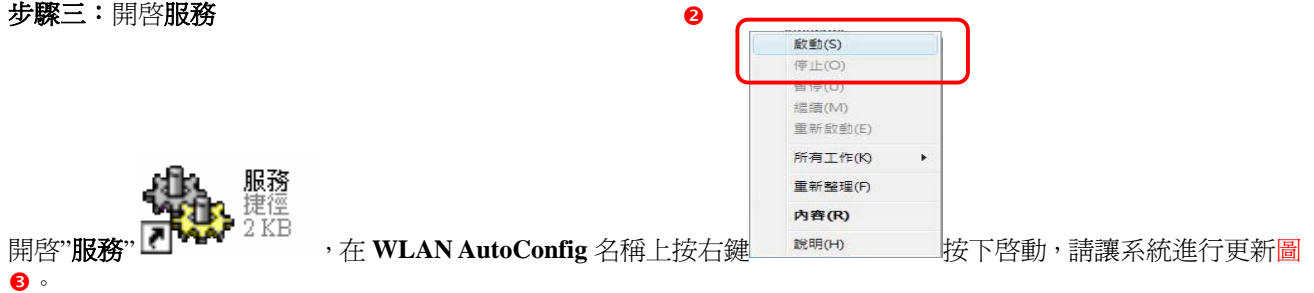 步驟三：開啓服務
❷
啟動(S)
停止(O)
暫停(U)
繼續(M)
重新啟動(E)
所有工作(K)
重新整理(F)
內容(R)
說明(H)
服務
捷徑
2 KB
開啓”服務” ，在 WLAN AutoConfig 名稱上按右鍵 按下啓動，請讓系統進行更新圖
❸。